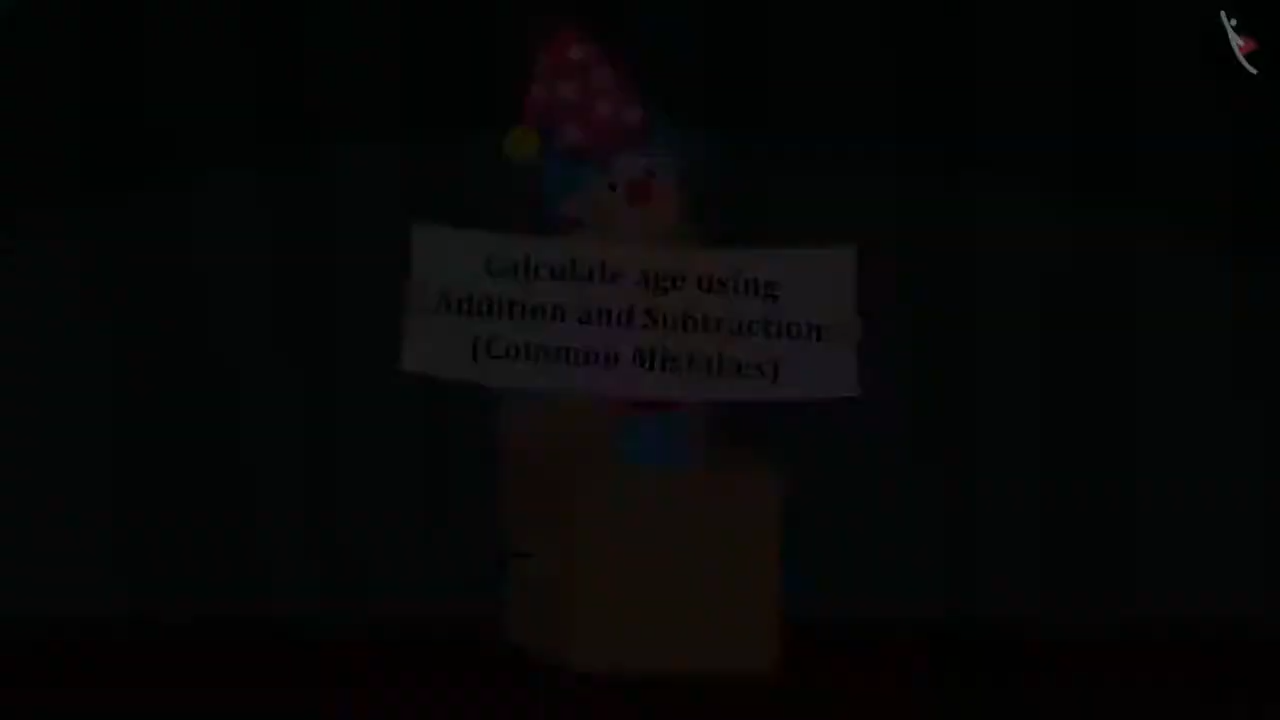 Calculate age using
Addition and Subtraction
(Common Mistakes)